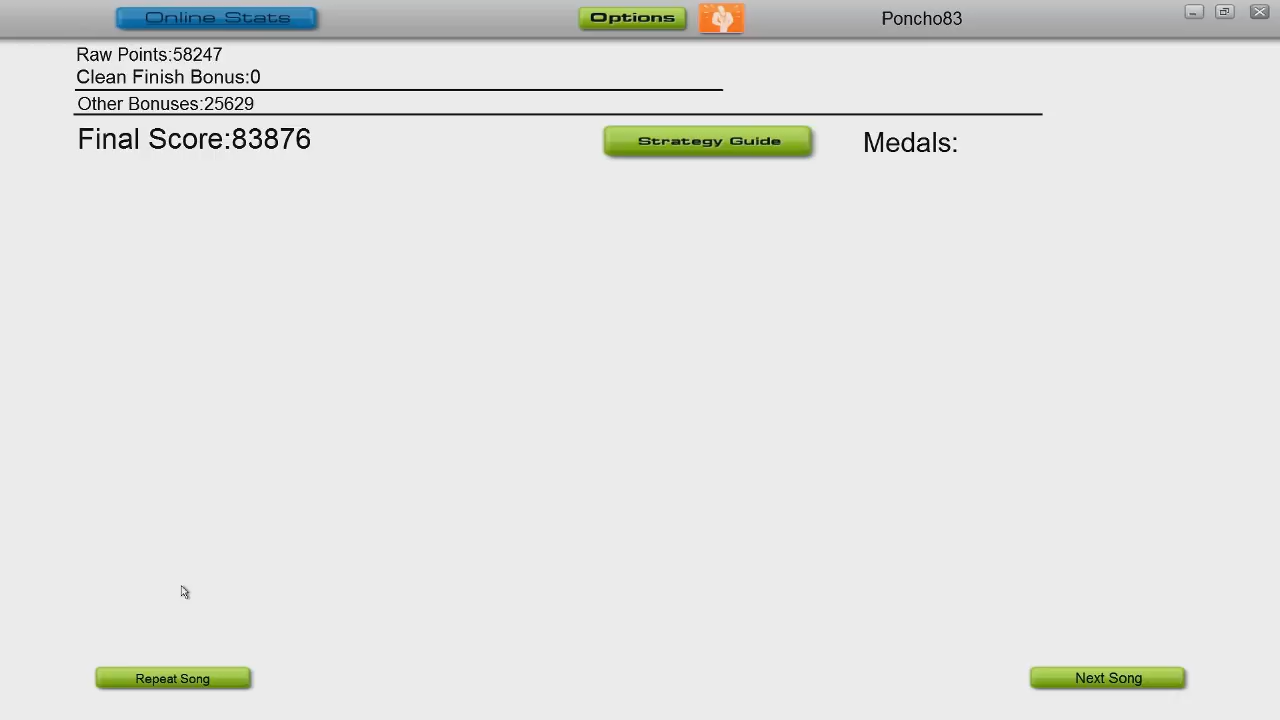 Online Stats
Options
Poncho83
Raw Points:58247
Clean Finish Bonus:0
Other Bonuses:25629
Final Score:83876
Strategy Guide
Medals:
Repeat Song
Next Song